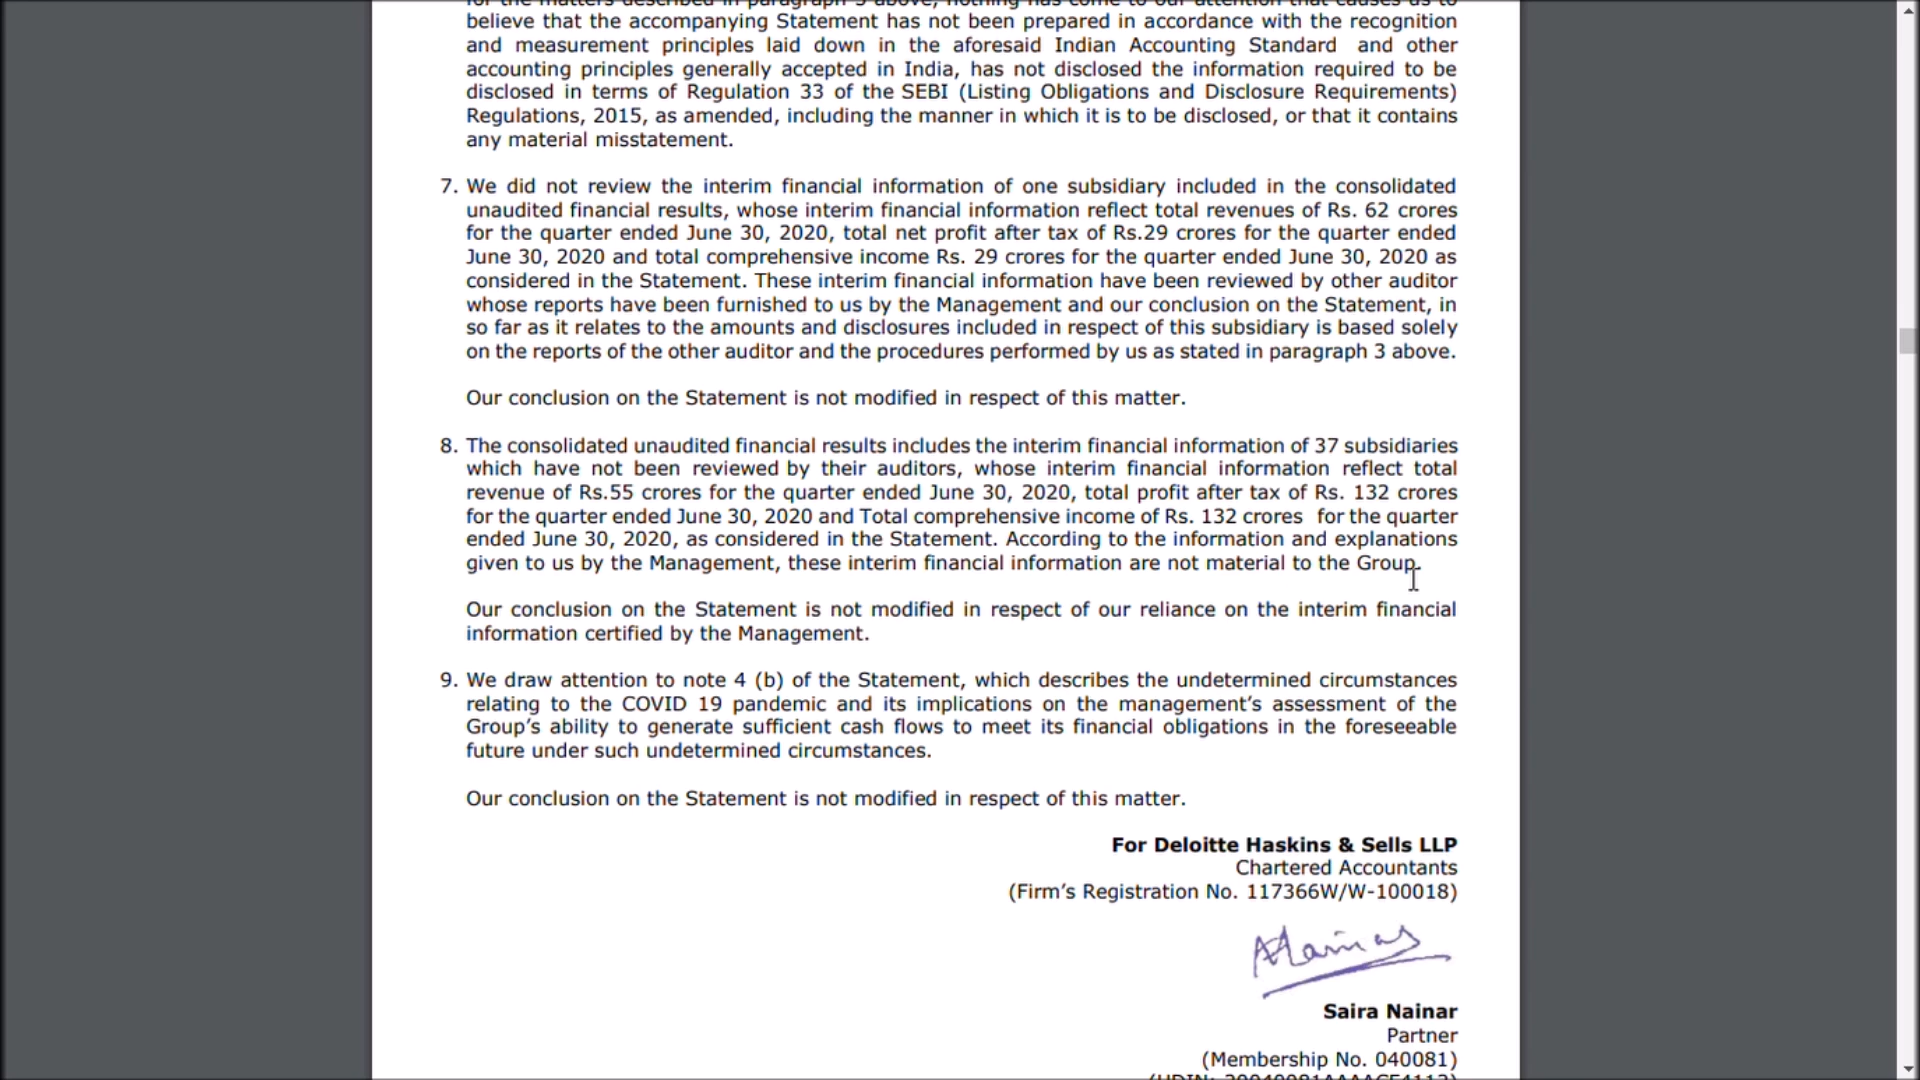 believe that the accompanying Statement has not been prepared in accordance with the recognition
and measurement principles laid down in the aforesaid Indian Accounting Standard and other
accounting principles generally accepted in India, has not disclosed the information required to be
disclosed in terms of Regulation 33 of the SEBI (Listing Obligations and Disclosure Requirements)
Regulations, 2015, as amended, including the manner in which it is to be disclosed, or that it contains
any material misstatement.
7. We did not review the interim financial information of one subsidiary included in the consolidated
unaudited financial results, whose interim financial information reflect total revenues of Rs. 62 crores
for the quarter ended June 30, 2020, total net profit after tax of Rs.29 crores for the quarter ended
June 30, 2020 and total comprehensive income Rs. 29 crores for the quarter ended June 30, 2020 as
considered in the Statement. These interim financial information have been reviewed by other auditor
whose reports have been furnished to us by the Management and our conclusion on the Statement, in
so far as it relates to the amounts and disclosures included in respect of this subsidiary is based solely
on the reports of the other auditor and the procedures performed by us as stated in paragraph 3 above.
Our conclusion on the Statement is not modified in respect of this matter.
8. The consolidated unaudited financial results includes the interim financial information of 37 subsidiaries
which have not been reviewed by their auditors, whose interim financial information reflect total
revenue of Rs.55 crores for the quarter ended June 30, 2020, total profit after tax of Rs. 132 crores
for the quarter ended June 30, 2020 and Total comprehensive income of Rs. 132 crores for the quarter
ended June 30, 2020, as considered in the Statement. According to the information and explanations
given to us by the Management, these interim financial information are not material to the Group.
Our conclusion on the Statement is not modified in respect of our reliance on the interim financial
information certified by the Management.
9. We draw attention to note 4 (b) of the Statement, which describes the undetermined circumstances
relating to the COVID 19 pandemic and its implications on the management's assessment of the
Group's ability to generate sufficient cash flows to meet its financial obligations in the foreseeable
future under such undetermined circumstances.
Our conclusion on the Statement is not modified in respect of this matter.
For Deloitte Haskins & Sells LLP
Chartered Accountants
(Firm's Registration No. 117366W/W-100018)
Saira Nainar
Partner
(Membership No. 040081)